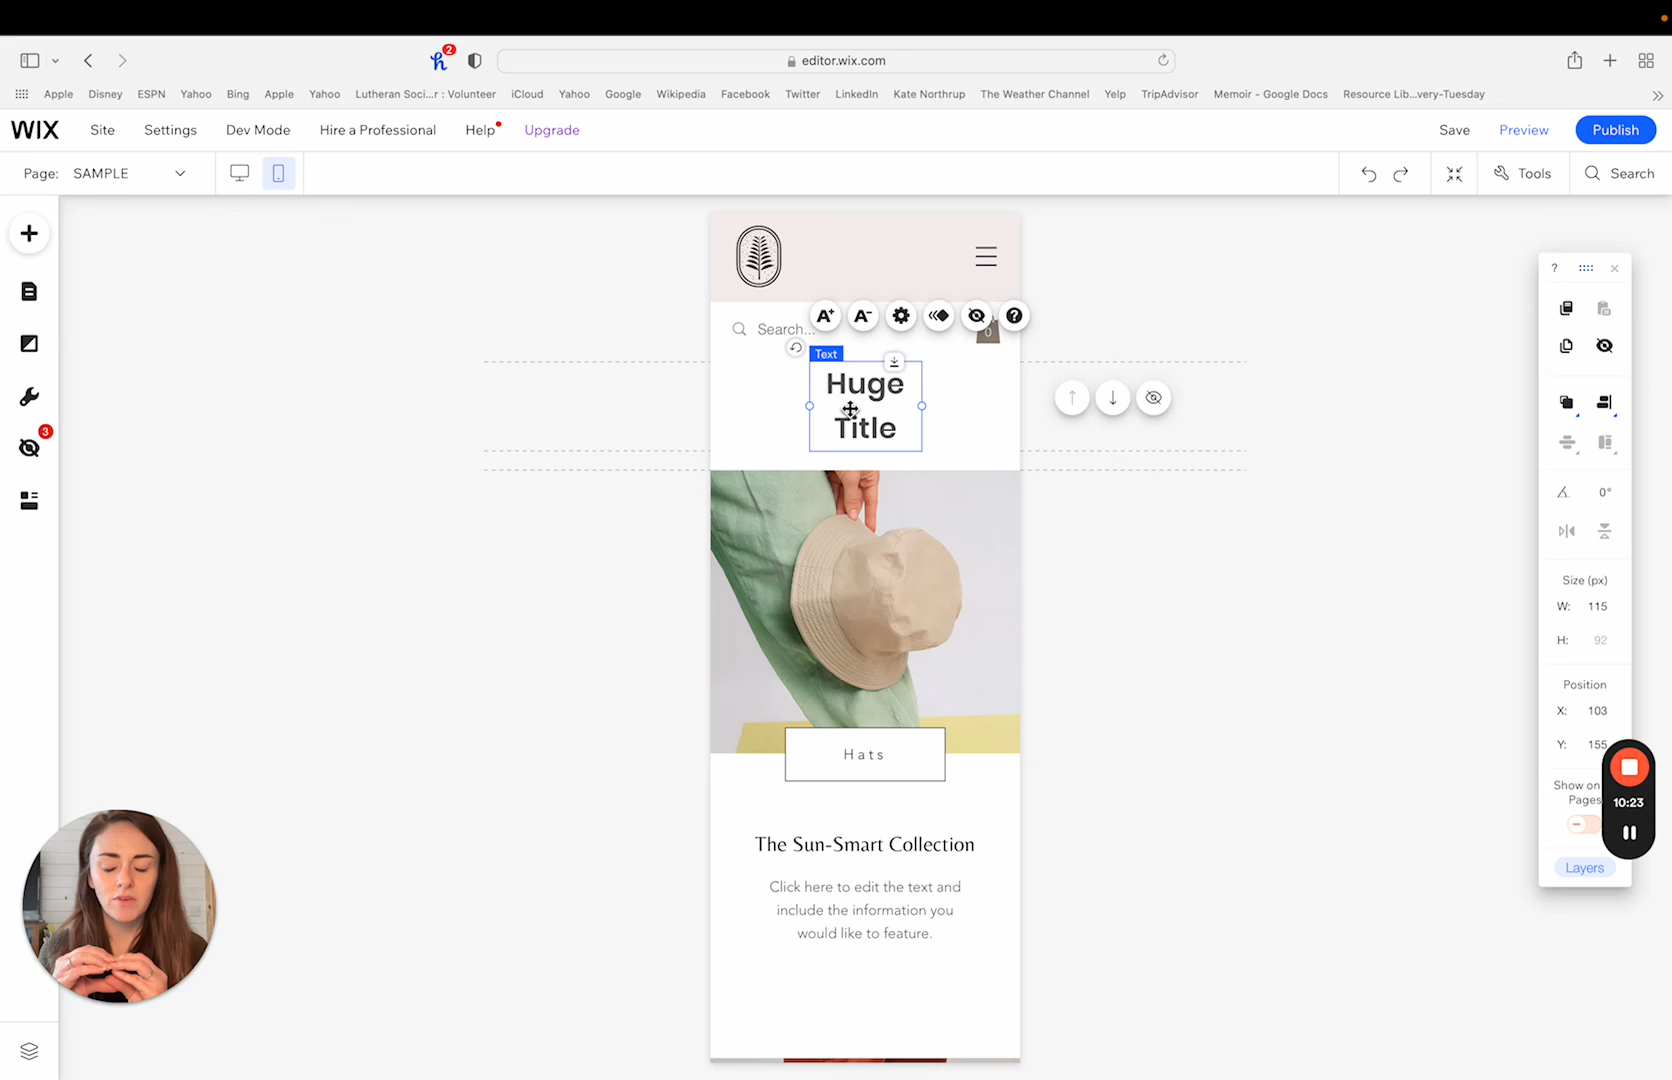 2
editor.wix.com
Apple Disney ESPN Yahoo Bing Apple Yahoo Lutheran Soci...r : Volunteer iCloud Yahoo Google Wikipedia Facebook Twitter LinkedIn Kate Northrup The Weather Channel Yelp TripAdvisor Memoir - Google Docs Resource Lib...very-Tuesday
WIX Site Settings Dev Mode Hire a Professional Help Upgrade Save Preview Publish
Page: SAMPLE Tools Search
3
A+ A- ?
Search... 0
Text
Huge
Title
Hats
The Sun-Smart Collection
Click here to edit the text and
include the information you
would like to feature.
?
0°
Size (px)
W: 115
H: 92
Position
X: 103
Y: 155
Show on
Pages
Layers
10:23